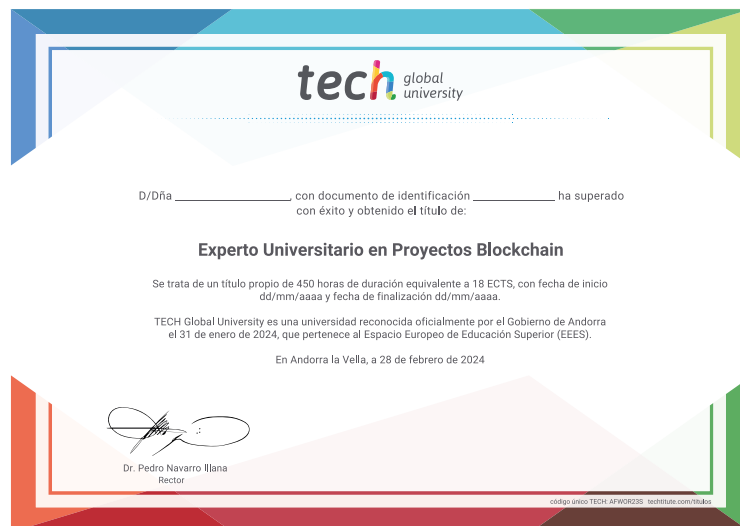 tech global university
D/Dña ______________, con documento de identificación __________ ha superado
con éxito y obtenido el título de:
Experto Universitario en Proyectos Blockchain
Se trata de un título propio de 450 horas de duración equivalente a 18 ECTS, con fecha de inicio
dd/mm/aaaa y fecha de finalización dd/mm/aaaa.
TECH Global University es una universidad reconocida oficialmente por el Gobierno de Andorra
el 31 de enero de 2024, que pertenece al Espacio Europeo de Educación Superior (EEES).
En Andorra la Vella, a 28 de febrero de 2024
Dr. Pedro Navarro Illana
Rector
código único TECH: AFWOR23S techtitute.com/titulos